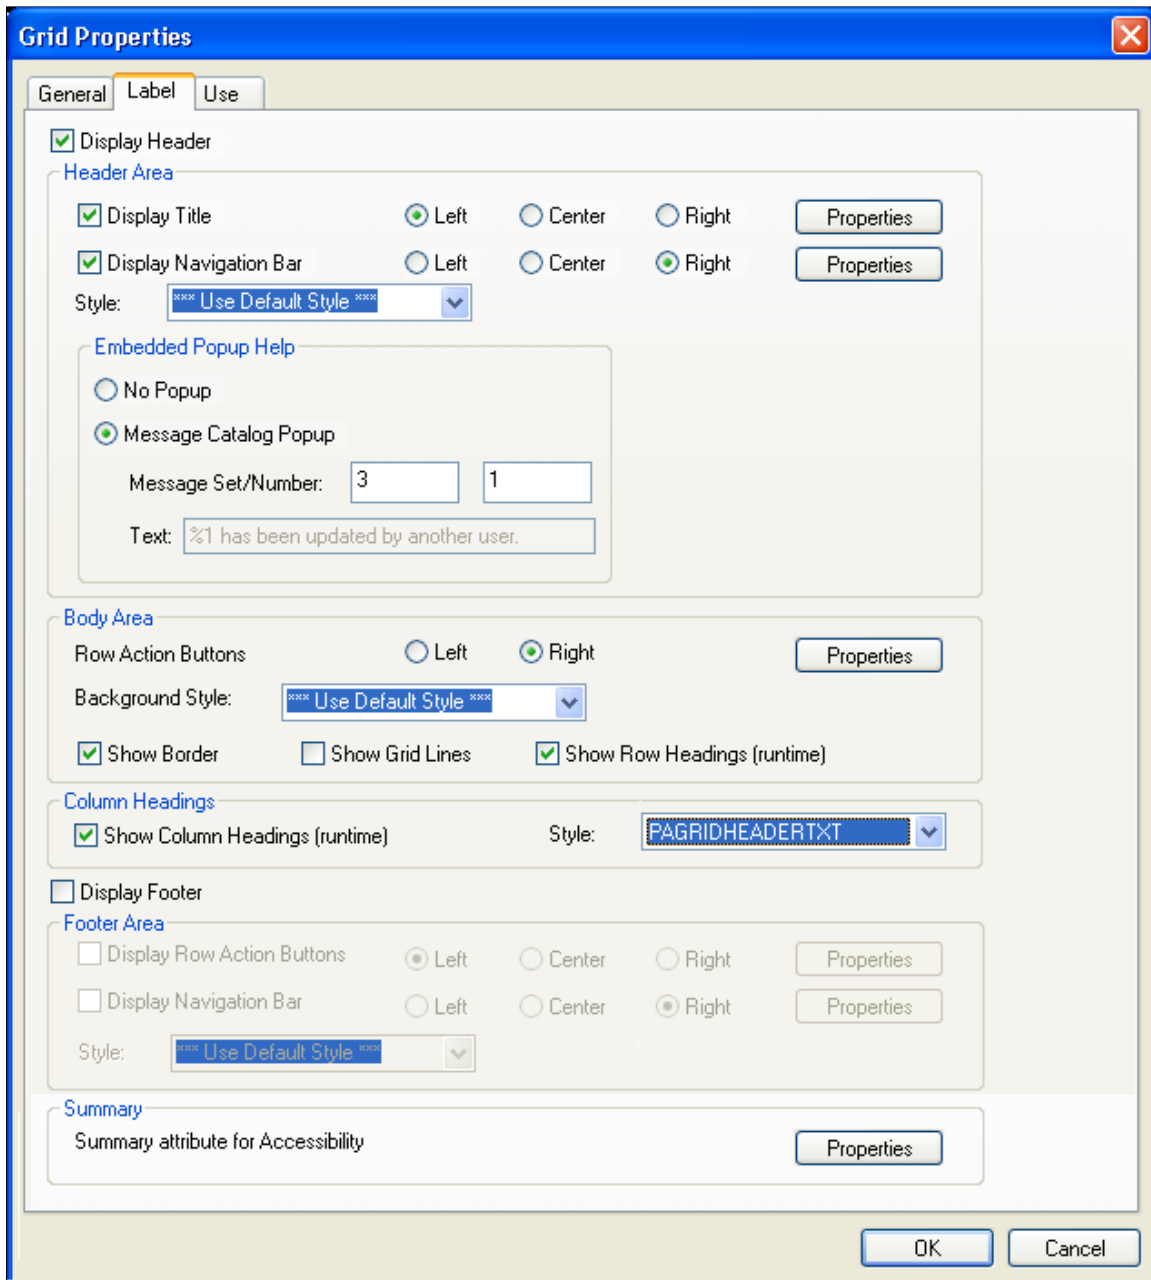 Grid Properties
General Label Use
Display Header
Header Area
Display Title Left Center Right Properties
Display Navigation Bar Left Center Right Properties
Style: *** Use Default Style ***
Embedded Popup Help
No Popup
Message Catalog Popup
Message Set/Number: 3 1
Text: %1 has been updated by another user.
Body Area
Row Action Buttons Left Right Properties
Background Style: *** Use Default Style ***
Show Border Show Grid Lines Show Row Headings (runtime)
Column Headings
Show Column Headings (runtime) Style: PAGRIDHEADERTXT
Display Footer
Footer Area
Display Row Action Buttons Left Center Right Properties
Display Navigation Bar Left Center Right Properties
Style: *** Use Default Style ***
Summary
Summary attribute for Accessibility Properties
OK Cancel